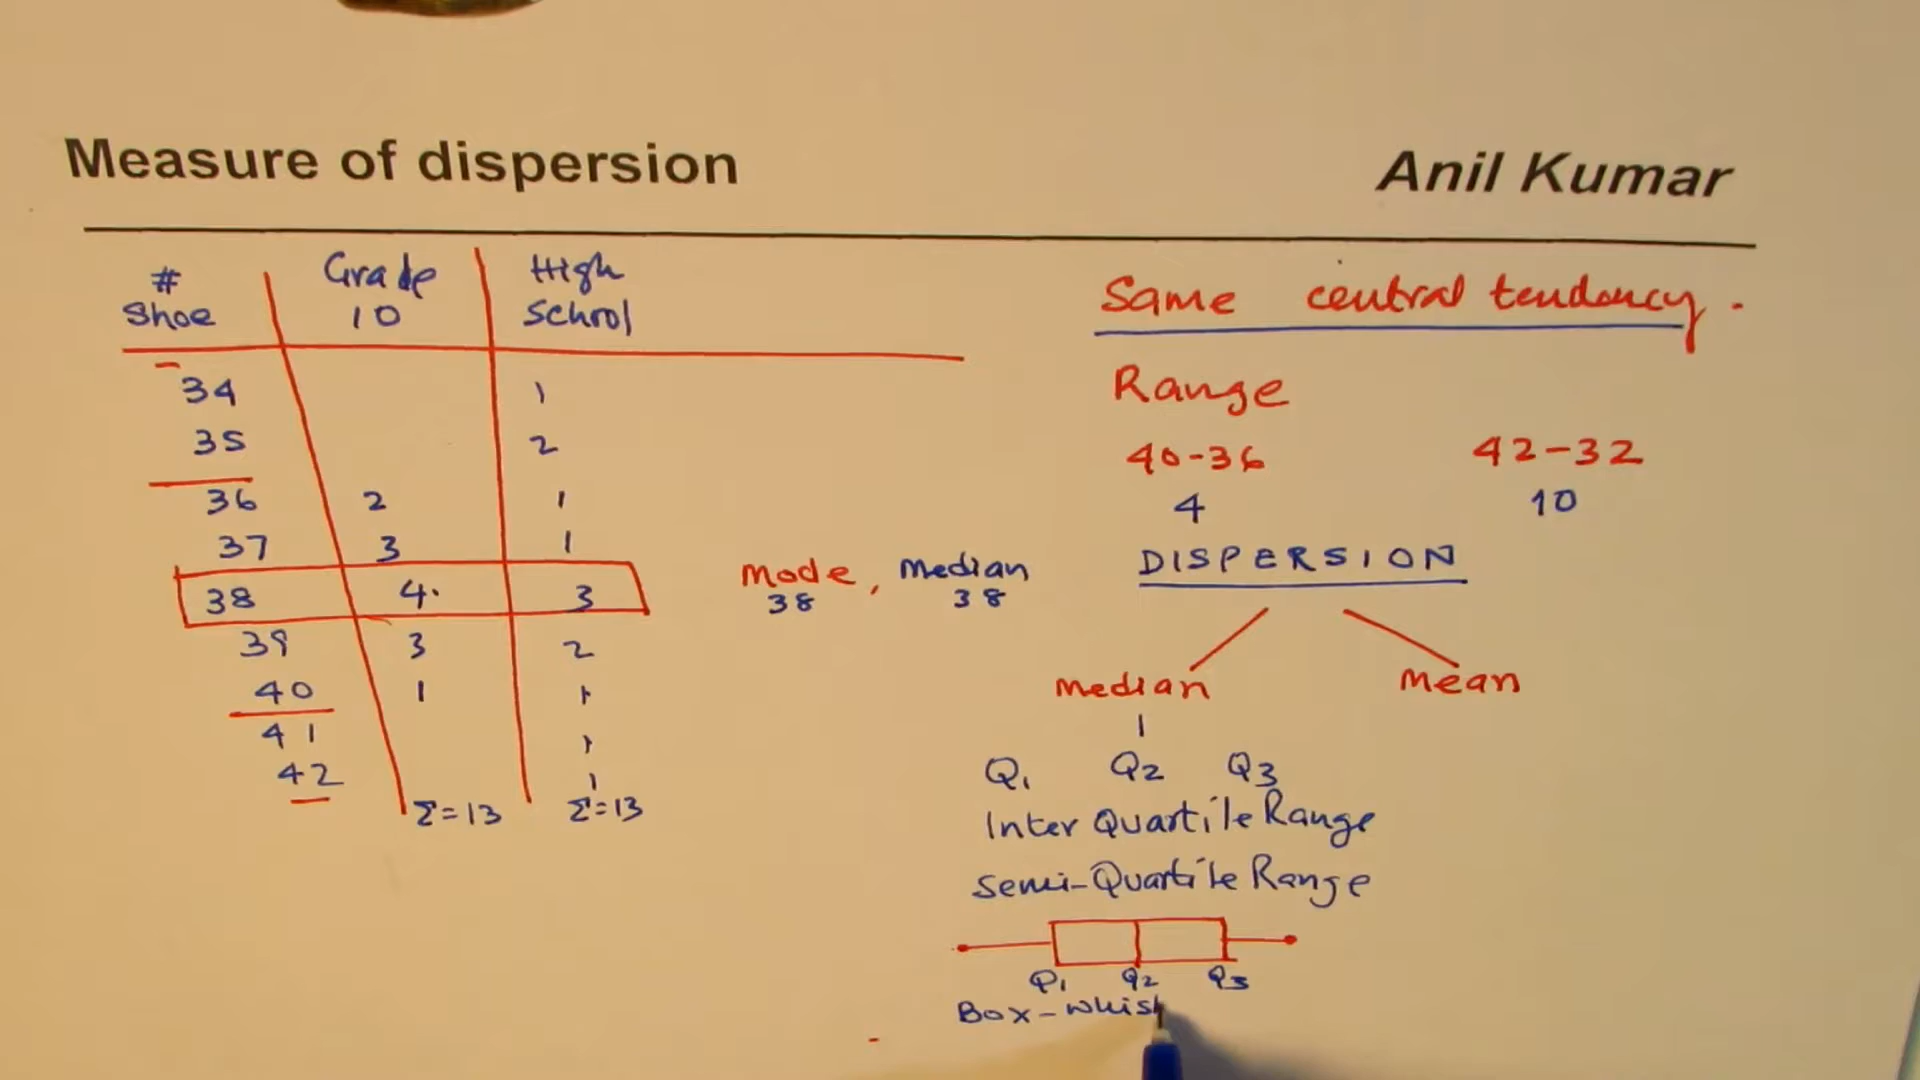 Measure of dispersion
Anil Kumar
# Shoe Grade 10 High School
34 1
35 2
36 2 1
37 3 1
38 4 3
39 3 2
40 1 1
41 1
42 1
Σ=13 Σ=13
Mode, Median
38 38
Same central tendency.
Range
40-36 42-32
4 10
DISPERSION
Median Mean
Q1 Q2 Q3
Inter Quartile Range
Semi-Quartile Range
Q1 Q2 Q3
Box-Whisk